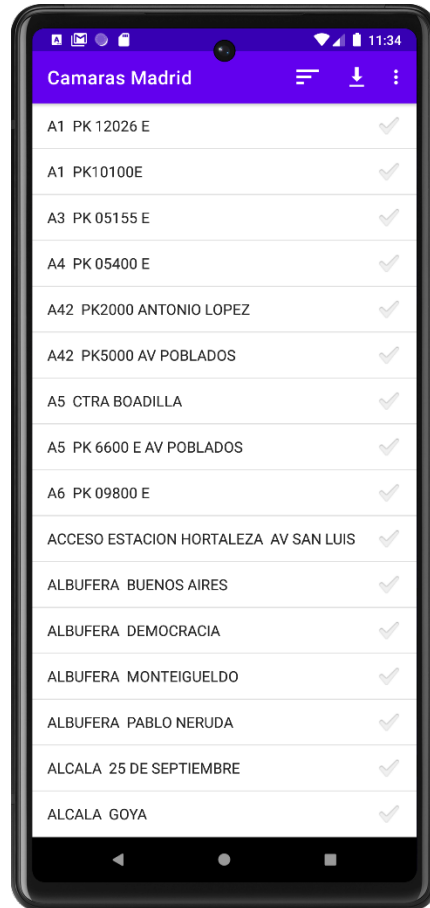 11:34
Camaras Madrid
A1 PK 12026 E
A1 PK10100E
A3 PK 05155 E
A4 PK 05400 E
A42 PK2000 ANTONIO LOPEZ
A42 PK5000 AV POBLADOS
A5 CTRA BOADILLA
A5 PK 6600 E AV POBLADOS
A6 PK 09800 E
ACCESO ESTACION HORTALEZA AV SAN LUIS
ALBUFERA BUENOS AIRES
ALBUFERA DEMOCRACIA
ALBUFERA MONTEIGUELDO
ALBUFERA PABLO NERUDA
ALCALA 25 DE SEPTIEMBRE
ALCALA GOYA